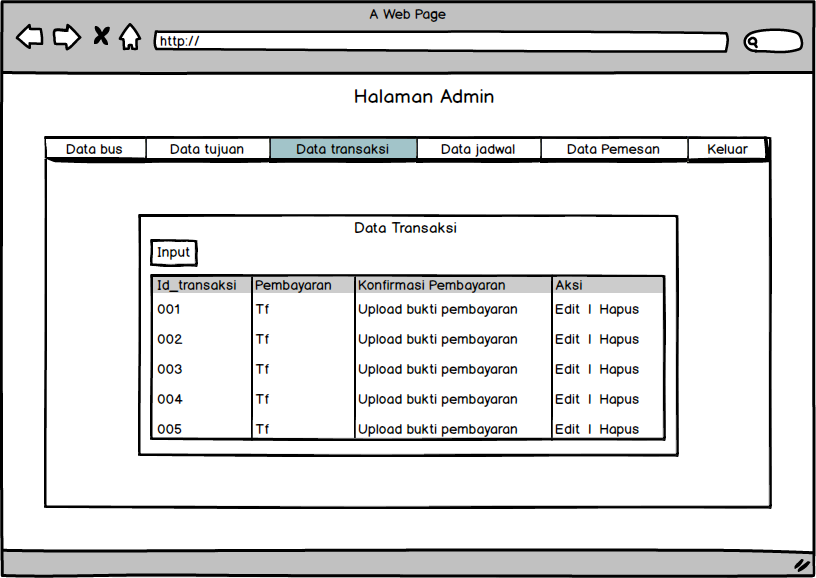 A Web Page
http://
Halaman Admin
Data bus Data tujuan Data transaksi Data jadwal Data Pemesan Keluar
Data Transaksi
Input
Id_transaksi Pembayaran Konfirmasi Pembayaran Aksi
001 Tf Upload bukti pembayaran Edit | Hapus
002 Tf Upload bukti pembayaran Edit | Hapus
003 Tf Upload bukti pembayaran Edit | Hapus
004 Tf Upload bukti pembayaran Edit | Hapus
005 Tf Upload bukti pembayaran Edit | Hapus